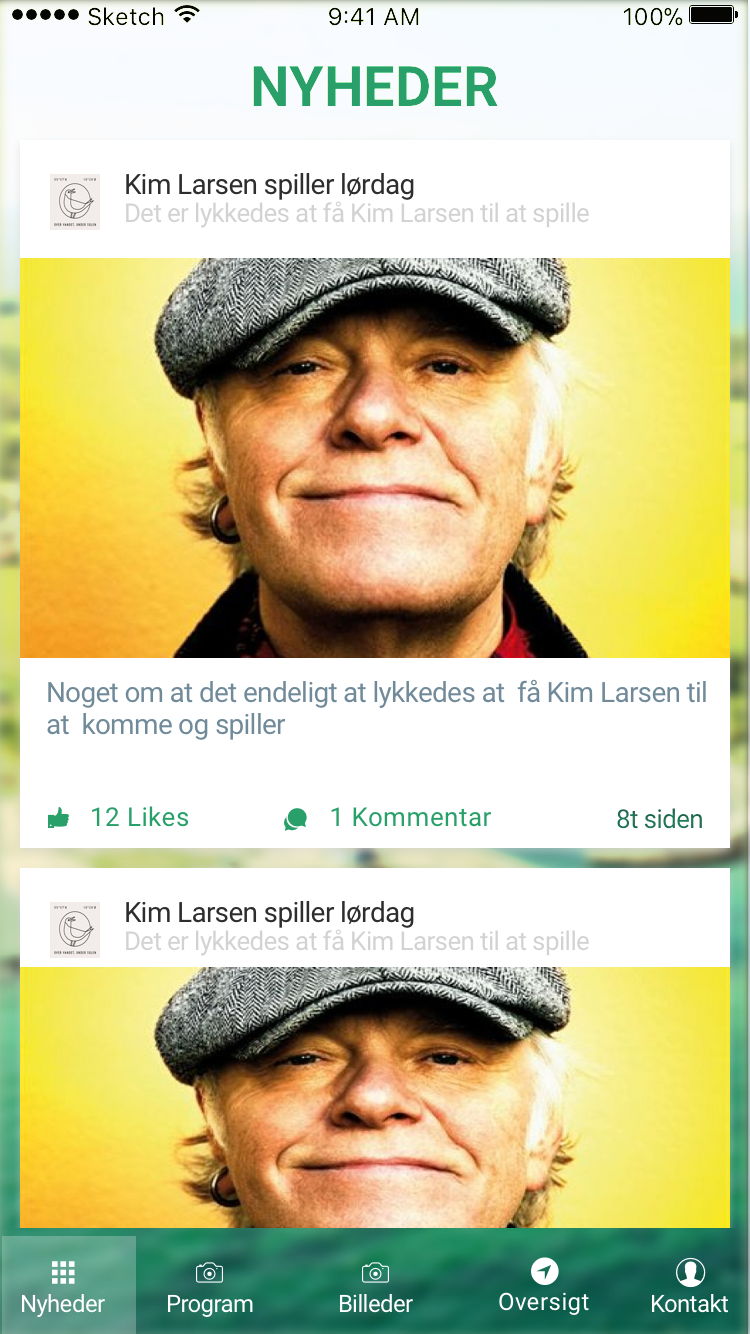 Sketch 9:41 AM 100%
NYHEDER
Kim Larsen spiller lørdag
Det er lykkedes at få Kim Larsen til at spille
Noget om at det endeligt at lykkedes at  få Kim Larsen til
at  komme og spiller
12 Likes 1 Kommentar 8t siden
Kim Larsen spiller lørdag
Det er lykkedes at få Kim Larsen til at spille
Nyheder Program Billeder Oversigt Kontakt